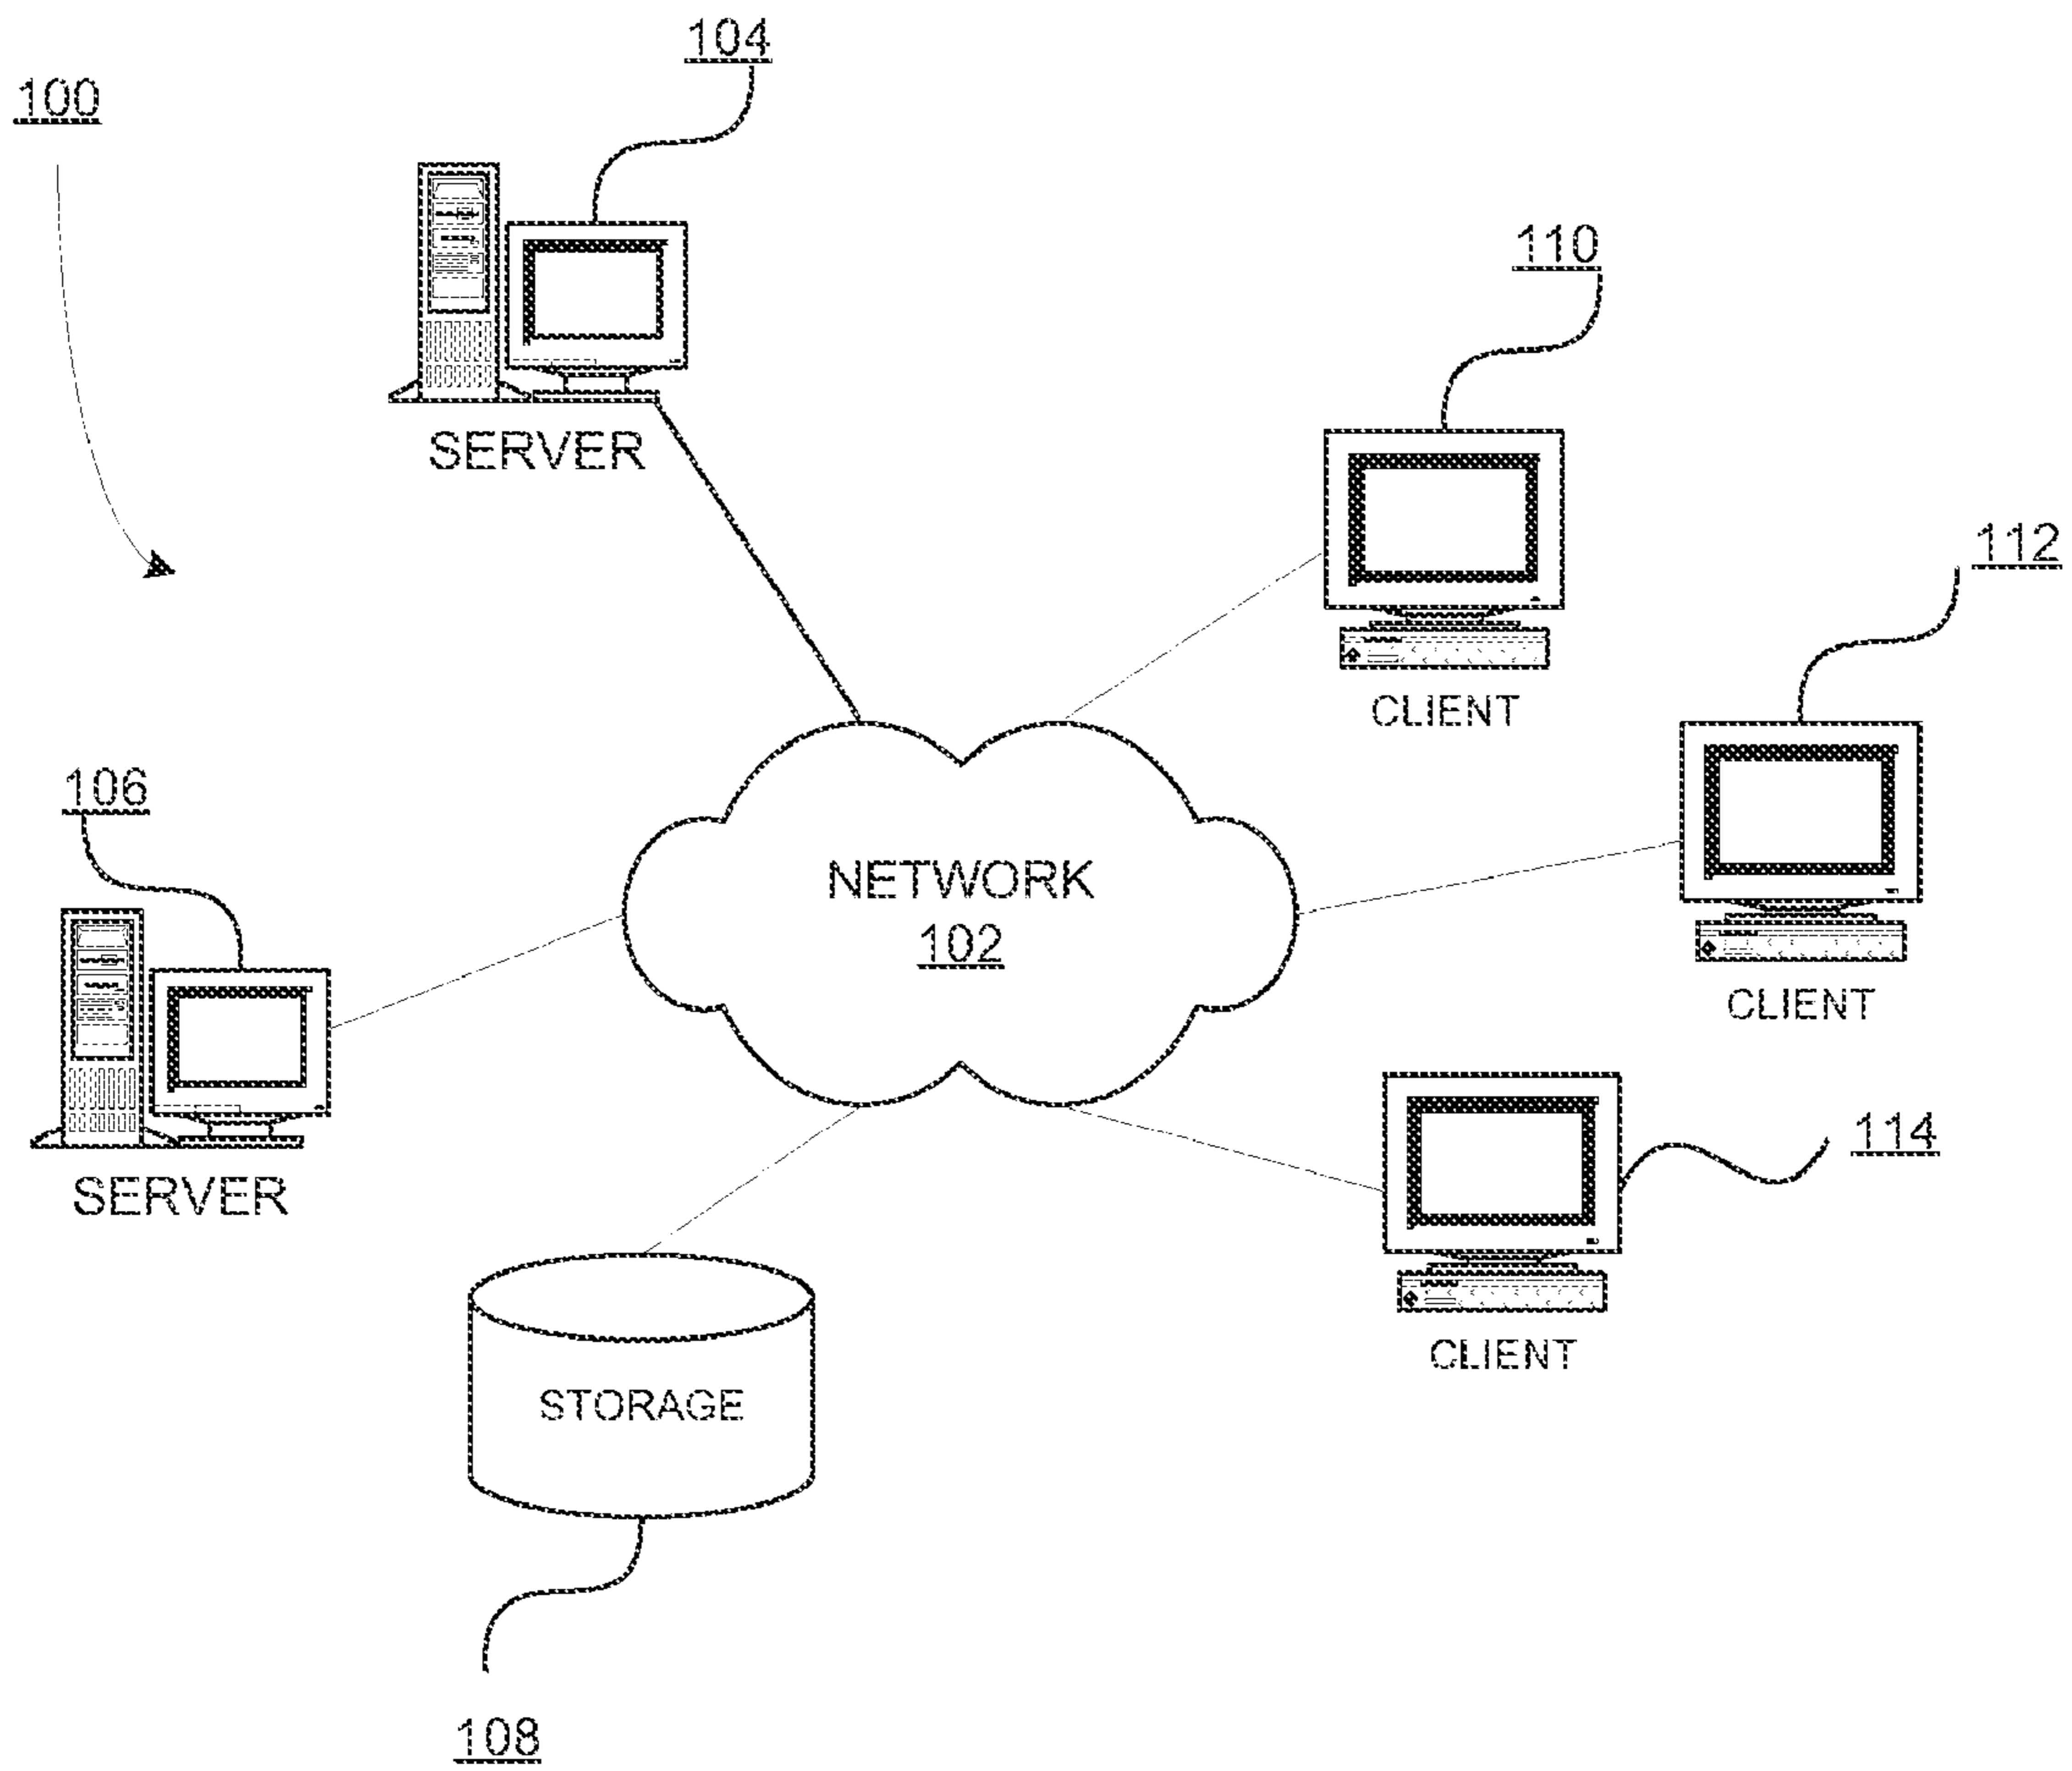 104
100
SERVER
110
CLIENT
112
106
NETWORK
102
CLIENT
SERVER
114
CLIENT
STORAGE
108